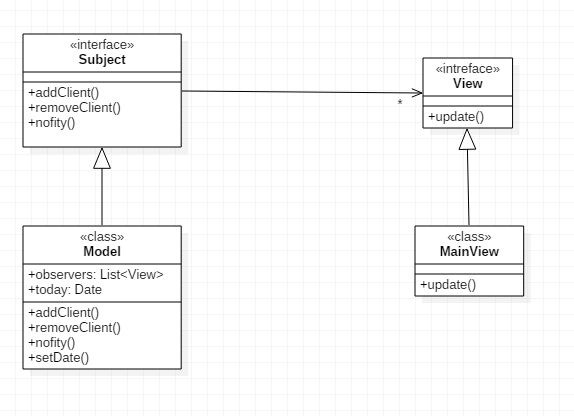 «interface»
Subject
+addClient()
+removeClient()
+nofity()
*
«intreface»
View
+update()
«class»
Model
+observers: List<View>
+today: Date
+addClient()
+removeClient()
+nofity()
+setDate()
«class»
MainView
+update()